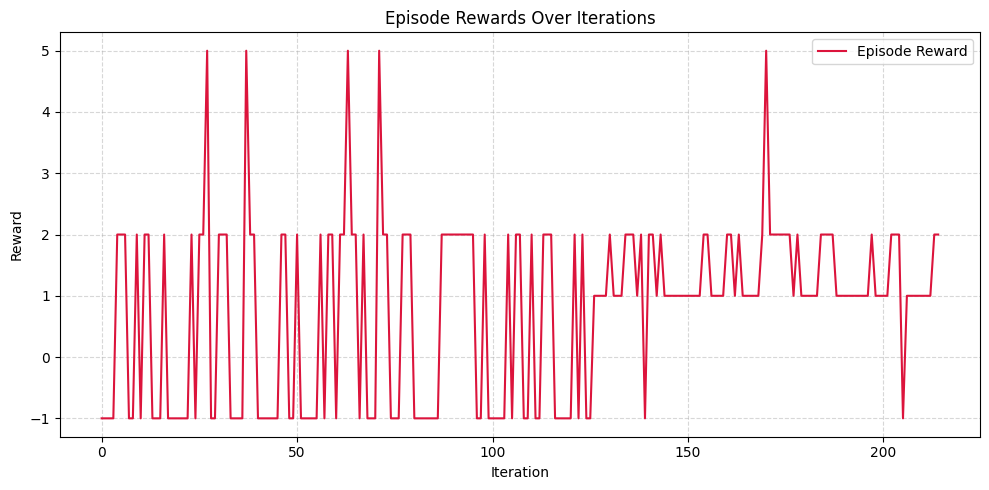 Episode Rewards Over Iterations
Episode Reward
Reward
5
4
3
2
1
0
−1
0 50 100 150 200
Iteration